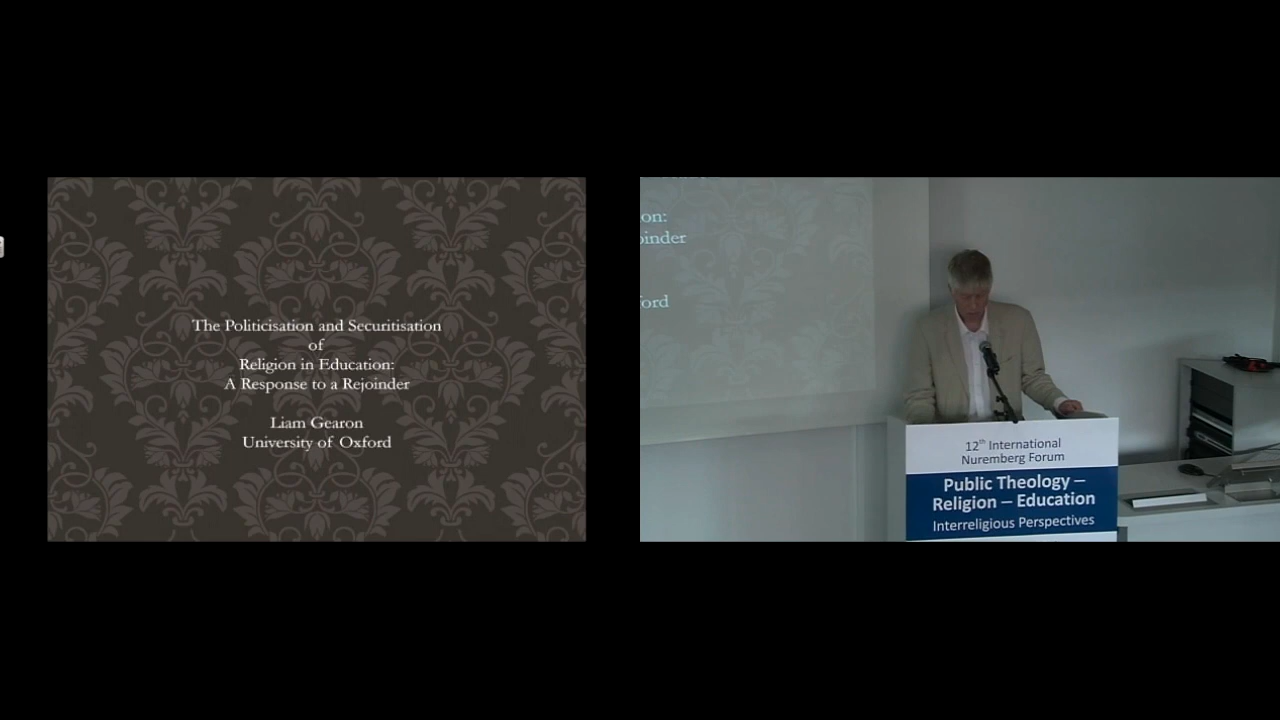 The Politicisation and Securitisation
of
Religion in Education:
A Response to a Rejoinder
Liam Gearon
University of Oxford
on:
oinder
ord
12th International
Nuremberg Forum
Public Theology –
Religion – Education
Interreligious Perspectives